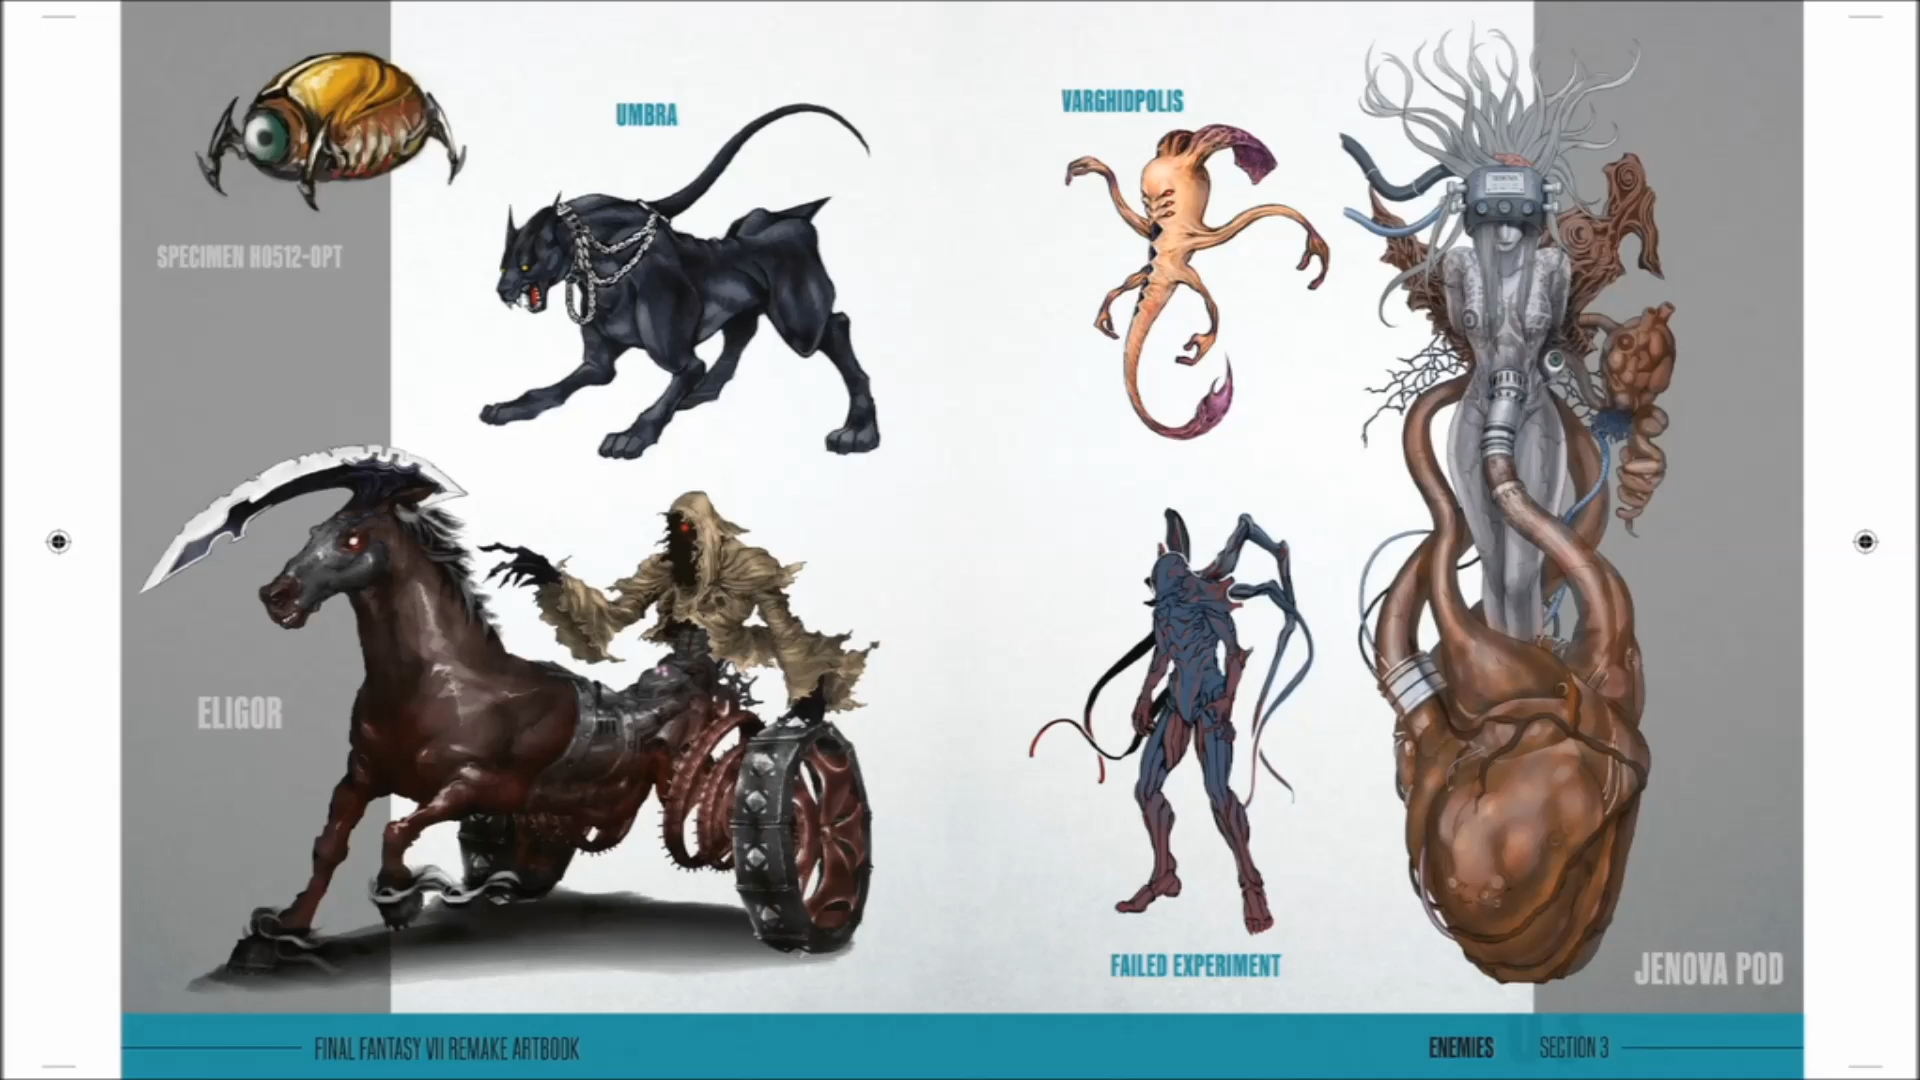 UMBRA
VARGHIDPOLIS
SPECIMEN H0512-OPT
ELIGOR
FAILED EXPERIMENT
JENOVA POD
FINAL FANTASY VII REMAKE ARTBOOK
ENEMIES
SECTION 3